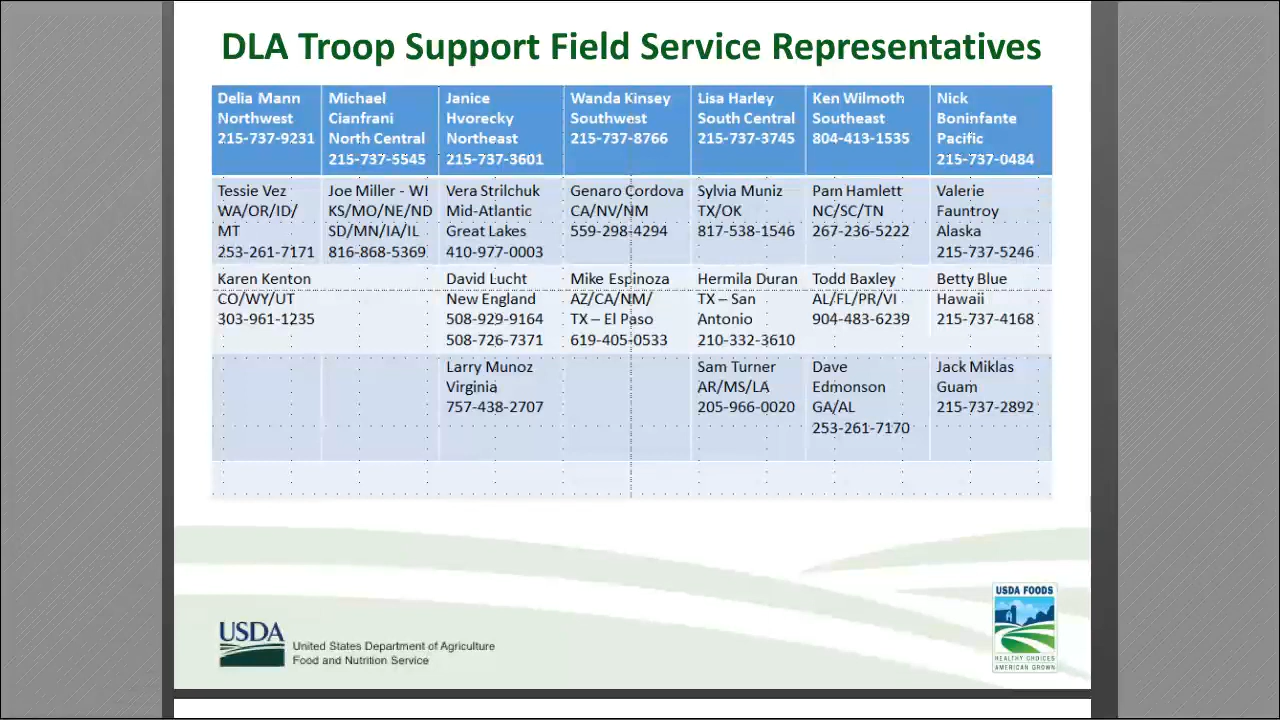 DLA Troop Support Field Service Representatives
Delia Mann
Northwest
215-737-9231
Michael
Cianfrani
North Central
215-737-5545
Janice
Hvorecky
Northeast
215-737-3601
Wanda Kinsey
Southwest
215-737-8766
Lisa Harley
South Central
215-737-3745
Ken Wilmoth
Southeast
804-413-1535
Nick
Boninfante
Pacific
215-737-0484
Tessie Vez
WA/OR/ID/
MT
253-261-7171
Joe Miller - WI
KS/MO/NE/ND
SD/MN/IA/IL
816-868-5369
Vera Strilchuk
Mid-Atlantic
Great Lakes
410-977-0003
Genaro Cordova
CA/NV/NM
559-298-4294
Sylvia Muniz
TX/OK
817-538-1546
Pam Hamlett
NC/SC/TN
267-236-5222
Valerie
Fauntroy
Alaska
215-737-5246
Karen Kenton
CO/WY/UT
303-961-1235
David Lucht
New England
508-929-9164
508-726-7371
Mike Espinoza
AZ/CA/NM/
TX – El Paso
619-405-0533
Hermila Duran
TX – San
Antonio
210-332-3610
Todd Baxley
AL/FL/PR/VI
904-483-6239
Betty Blue
Hawaii
215-737-4168
Larry Munoz
Virginia
757-438-2707
Sam Turner
AR/MS/LA
205-966-0020
Dave
Edmonson
GA/AL
253-261-7170
Jack Miklas
Guam
215-737-2892
USDA
United States Department of Agriculture
Food and Nutrition Service
USDA FOODS
HEALTHY CHOICES
AMERICAN GROWN